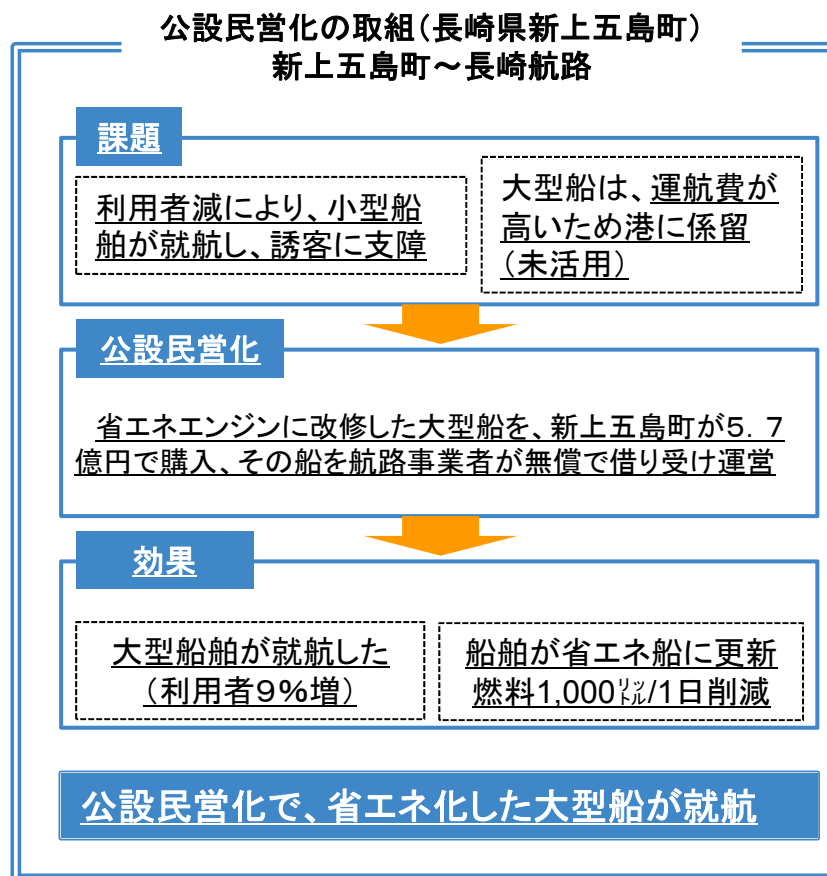 公設民営化の取組（長崎県新上五島町）
新上五島町～長崎航路
課題
利用者減により、小型船
舶が就航し、誘客に支障
大型船は、運航費が
高いため港に係留
（未活用）
公設民営化
省エネエンジンに改修した大型船を、新上五島町が５．７
億円で購入、その船を航路事業者が無償で借り受け運営
効果
大型船舶が就航した
（利用者９％増）
船舶が省エネ船に更新
燃料1,000㍑/1日削減
公設民営化で、省エネ化した大型船が就航